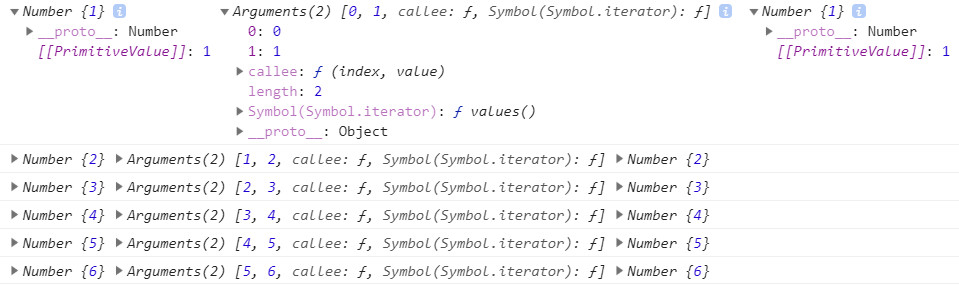 ▼Number {1} i ▼Arguments(2) [0, 1, callee: ƒ, Symbol(Symbol.iterator): ƒ] i ▼Number {1} i
▶__proto__: Number 0: 0 ▶__proto__: Number
[[PrimitiveValue]]: 1 1: 1 [[PrimitiveValue]]: 1
▶callee: ƒ (index, value)
length: 2
▶Symbol(Symbol.iterator): ƒ values()
▶__proto__: Object
▶Number {2} ▶Arguments(2) [1, 2, callee: ƒ, Symbol(Symbol.iterator): ƒ] ▶Number {2}
▶Number {3} ▶Arguments(2) [2, 3, callee: ƒ, Symbol(Symbol.iterator): ƒ] ▶Number {3}
▶Number {4} ▶Arguments(2) [3, 4, callee: ƒ, Symbol(Symbol.iterator): ƒ] ▶Number {4}
▶Number {5} ▶Arguments(2) [4, 5, callee: ƒ, Symbol(Symbol.iterator): ƒ] ▶Number {5}
▶Number {6} ▶Arguments(2) [5, 6, callee: ƒ, Symbol(Symbol.iterator): ƒ] ▶Number {6}